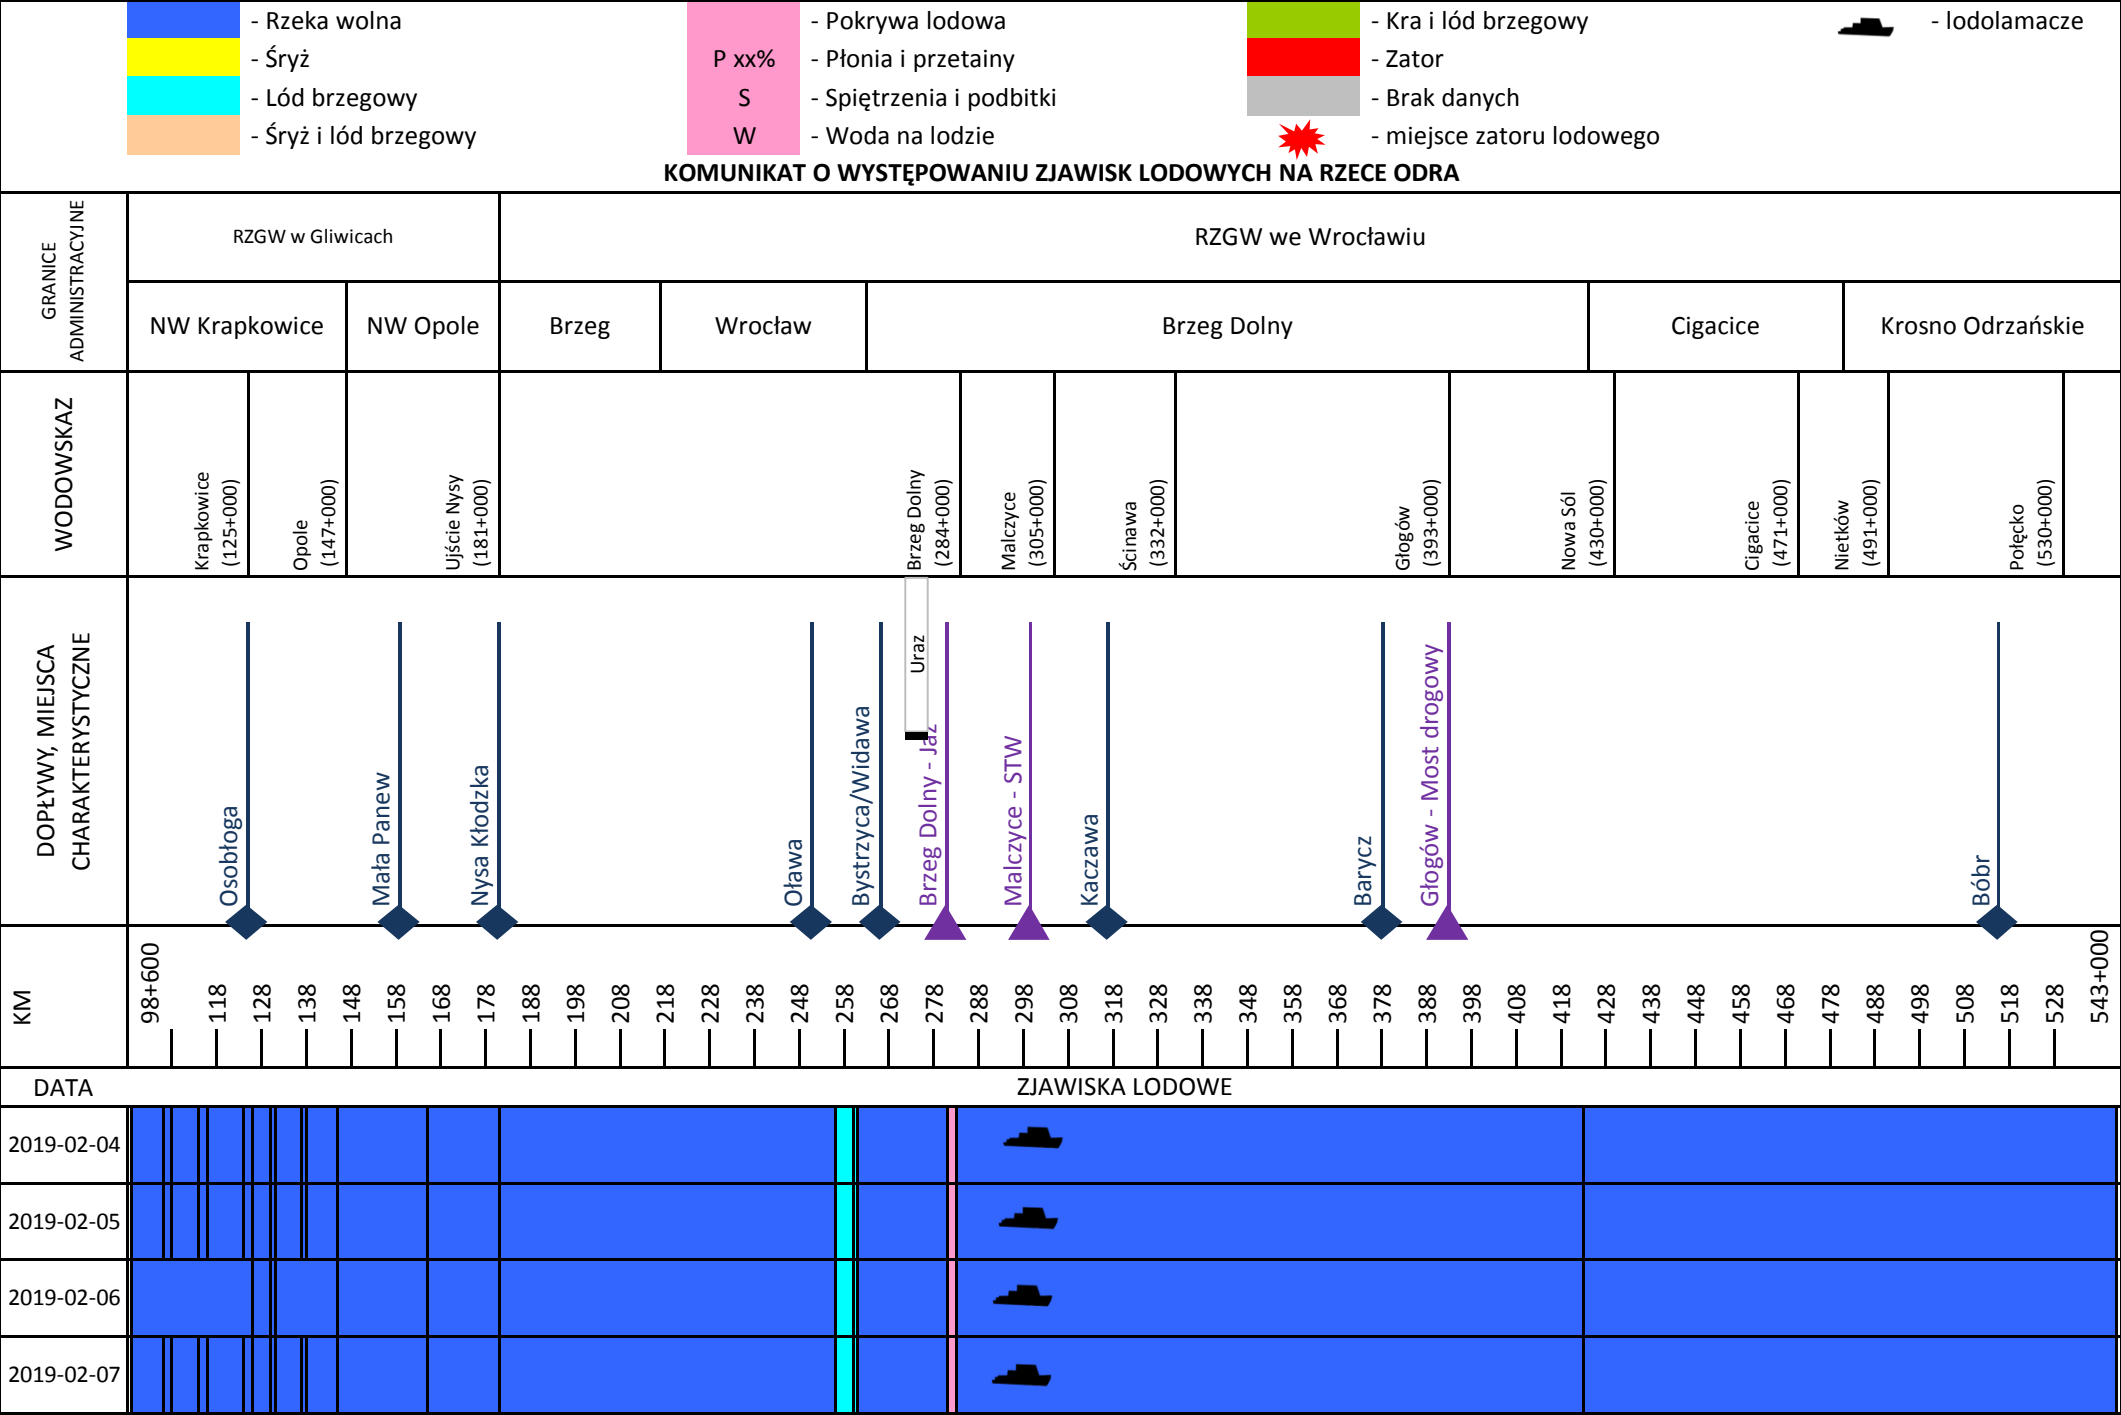 - Rzeka wolna
- Pokrywa lodowa
- Kra i lód brzegowy
- lodolamacze
- Śryż
P xx%
- Płonia i przetainy
- Zator
- Lód brzegowy
S
- Spiętrzenia i podbitki
- Brak danych
- Śryż i lód brzegowy
W
- Woda na lodzie
- miejsce zatoru lodowego
KOMUNIKAT O WYSTĘPOWANIU ZJAWISK LODOWYCH NA RZECE ODRA
GRANICE
ADMINISTRACYJNE
RZGW w Gliwicach
RZGW we Wrocławiu
NW Krapkowice
NW Opole
Brzeg
Wrocław
Brzeg Dolny
Cigacice
Krosno Odrzańskie
WODOWSKAZ
Krapkowice
(125+000)
Opole
(147+000)
Ujście Nysy
(181+000)
Brzeg Dolny
(284+000)
Malczyce
(305+000)
Ścinawa
(332+000)
Głogów
(393+000)
Nowa Sól
(430+000)
Cigacice
(471+000)
Nietków
(491+000)
Połęcko
(530+000)
DOPŁYWY, MIEJSCA
CHARAKTERYSTYCZNE
Osobłoga
Mała Panew
Nysa Kłodzka
Oława
Bystrzyca/Widawa
Uraz
Brzeg Dolny - Jaz
Malczyce - STW
Kaczawa
Barycz
Głogów - Most drogowy
Bóbr
KM
98+600
118
128
138
148
158
168
178
188
198
208
218
228
238
248
258
268
278
288
298
308
318
328
338
348
358
368
378
388
398
408
418
428
438
448
458
468
478
488
498
508
518
528
543+000
DATA
ZJAWISKA LODOWE
2019-02-04
2019-02-05
2019-02-06
2019-02-07